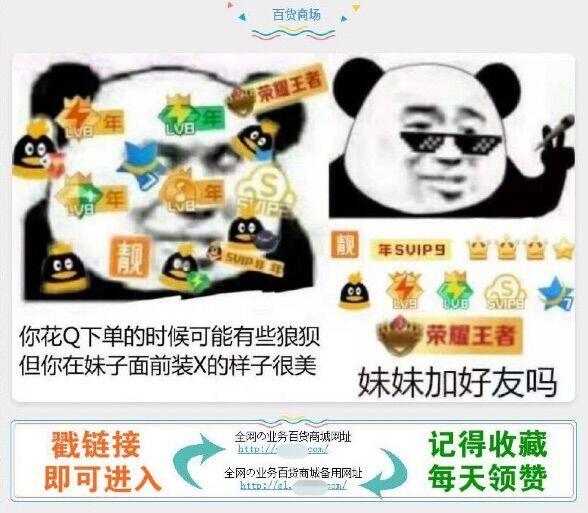 百货商场
LV8 年
LV8 年
荣耀王者
7
LV8 年
LV8 年
S
SVIP9
靓
SVIP8 年
你花Q下单的时候可能有些狼狈
但你在妹子面前装X的样子很美
靓
年SVIP9
LV9
LV8
S
SVIP9
7
荣耀王者
妹妹加好友吗
戳链接
即可进入
全网の业务百货商城网址
http://
.com/
全网の业务百货商城备用网址
http://sl.
.com/
记得收藏
每天领赞